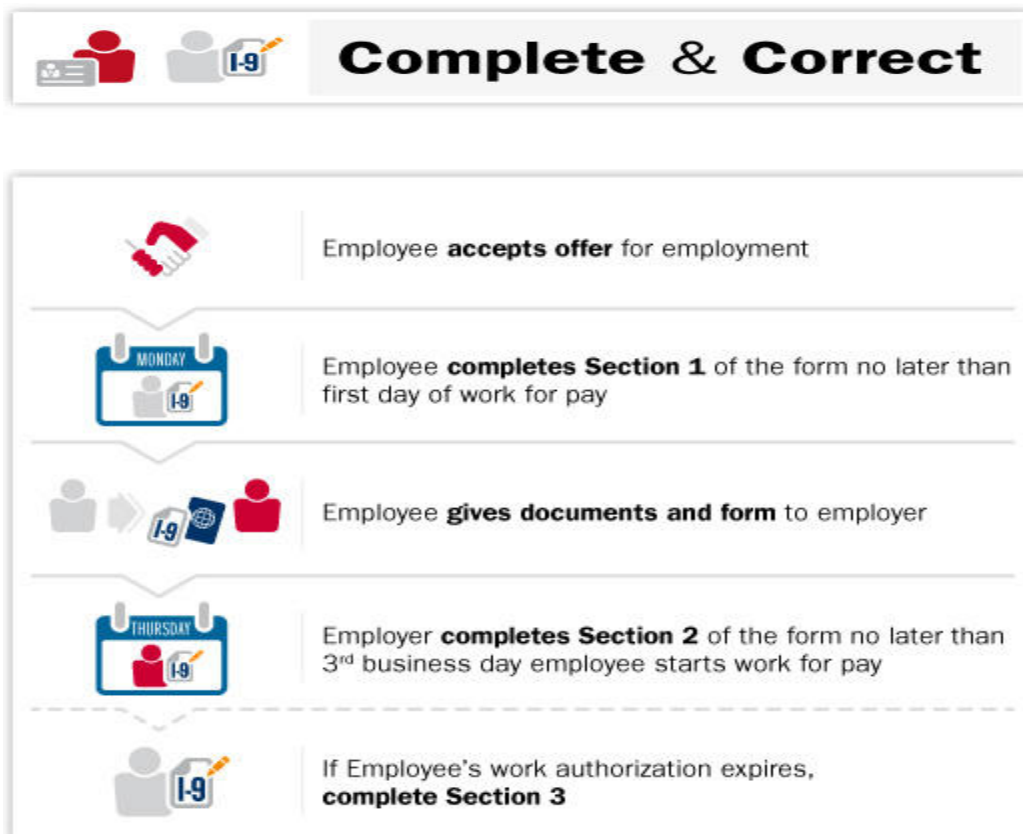 I-9
Complete & Correct
Employee accepts offer for employment
MONDAY
I-9
Employee completes Section 1 of the form no later than
first day of work for pay
I-9
Employee gives documents and form to employer
THURSDAY
I-9
Employer completes Section 2 of the form no later than
3rd business day employee starts work for pay
I-9
If Employee's work authorization expires,
complete Section 3